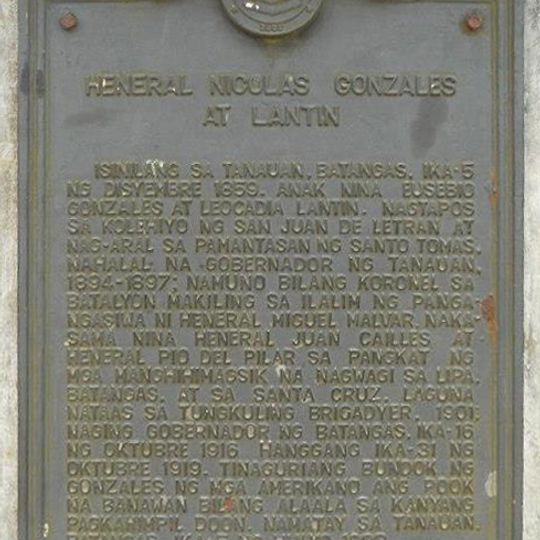 HENERAL NICOLAS GONZALES
AT LANTIN
ISINILANG SA TANAUAN, BATANGAS, IKA-5
NG DISYEMBRE 1859. ANAK NINA EUSEBIO
GONZALES AT LEOCADIA LANTIN. NAGTAPOS
SA KOLEHIYO NG SAN JUAN DE LETRAN AT
NAG-ARAL SA PAMANTASAN NG SANTO TOMAS.
NAHALAL NA GOBERNADOR NG TANAUAN,
1894-1897; NAMUNO BILANG KORONEL SA
BATALYON MAKILING SA ILALIM NG PANGA-
NGASIWA NI HENERAL MIGUEL MALVAR. NAKA-
SAMA NINA HENERAL JUAN CAILLES AT
HENERAL PIO DEL PILAR SA PANGKAT NG
MGA MANGHIHIMAGSIK NA NAGWAGI SA LIPA,
BATANGAS, AT SA SANTA CRUZ, LAGUNA
NATAAS SA TUNGKULING BRIGADYER, 1901;
NAGING GOBERNADOR NG BATANGAS, IKA-16
NG OKTUBRE 1916 HANGGANG IKA-31 NG
OKTUBRE 1919. TINAGURIANG BUNDOK NG
GONZALES NG MGA AMERIKANO ANG POOK
NA BANAWAN BILANG ALAALA SA KANYANG
PAGKAHIMPIL DOON. NAMATAY SA TANAUAN,